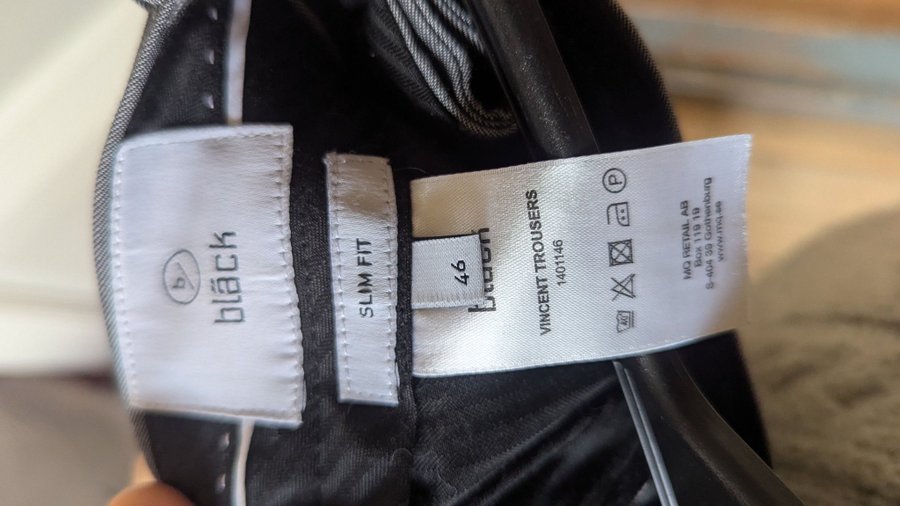 b
bläck
SLIM FIT
46
VINCENT TROUSERS
1401146
40
P
MQ RETAIL AB
Box 119 19
S-404 39 Gothenburg
www.mq.se